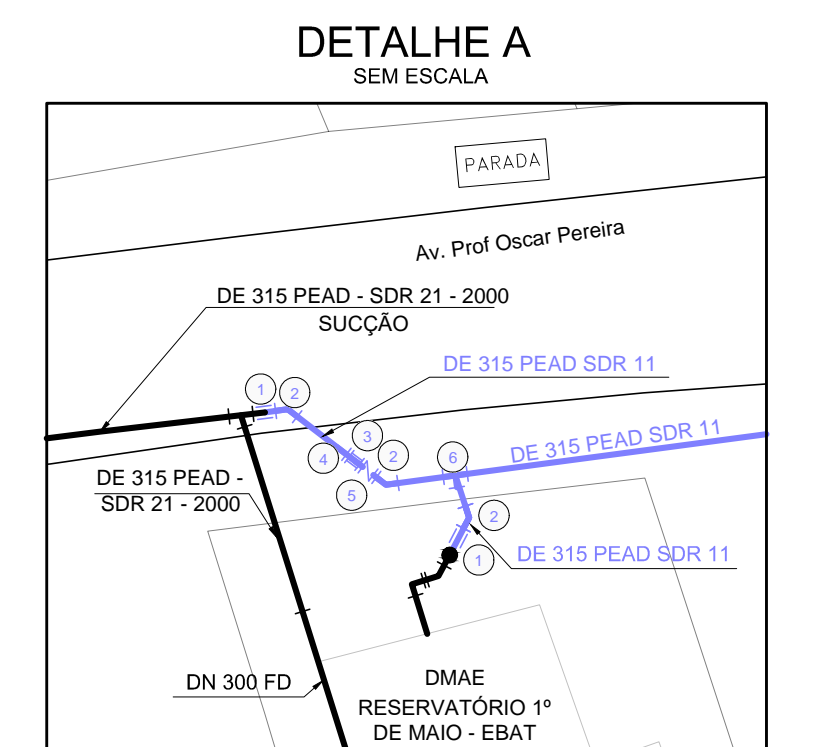 DETALHE A
SEM ESCALA
PARADA
Av. Prof Oscar Pereira
DE 315 PEAD - SDR 21 - 2000
SUCÇÃO
DE 315 PEAD SDR 11
1
2
3
4
2
5
6
DE 315 PEAD SDR 11
DE 315 PEAD -
SDR 21 - 2000
2
1
DE 315 PEAD SDR 11
DN 300 FD
DMAE
RESERVATÓRIO 1º
DE MAIO - EBAT